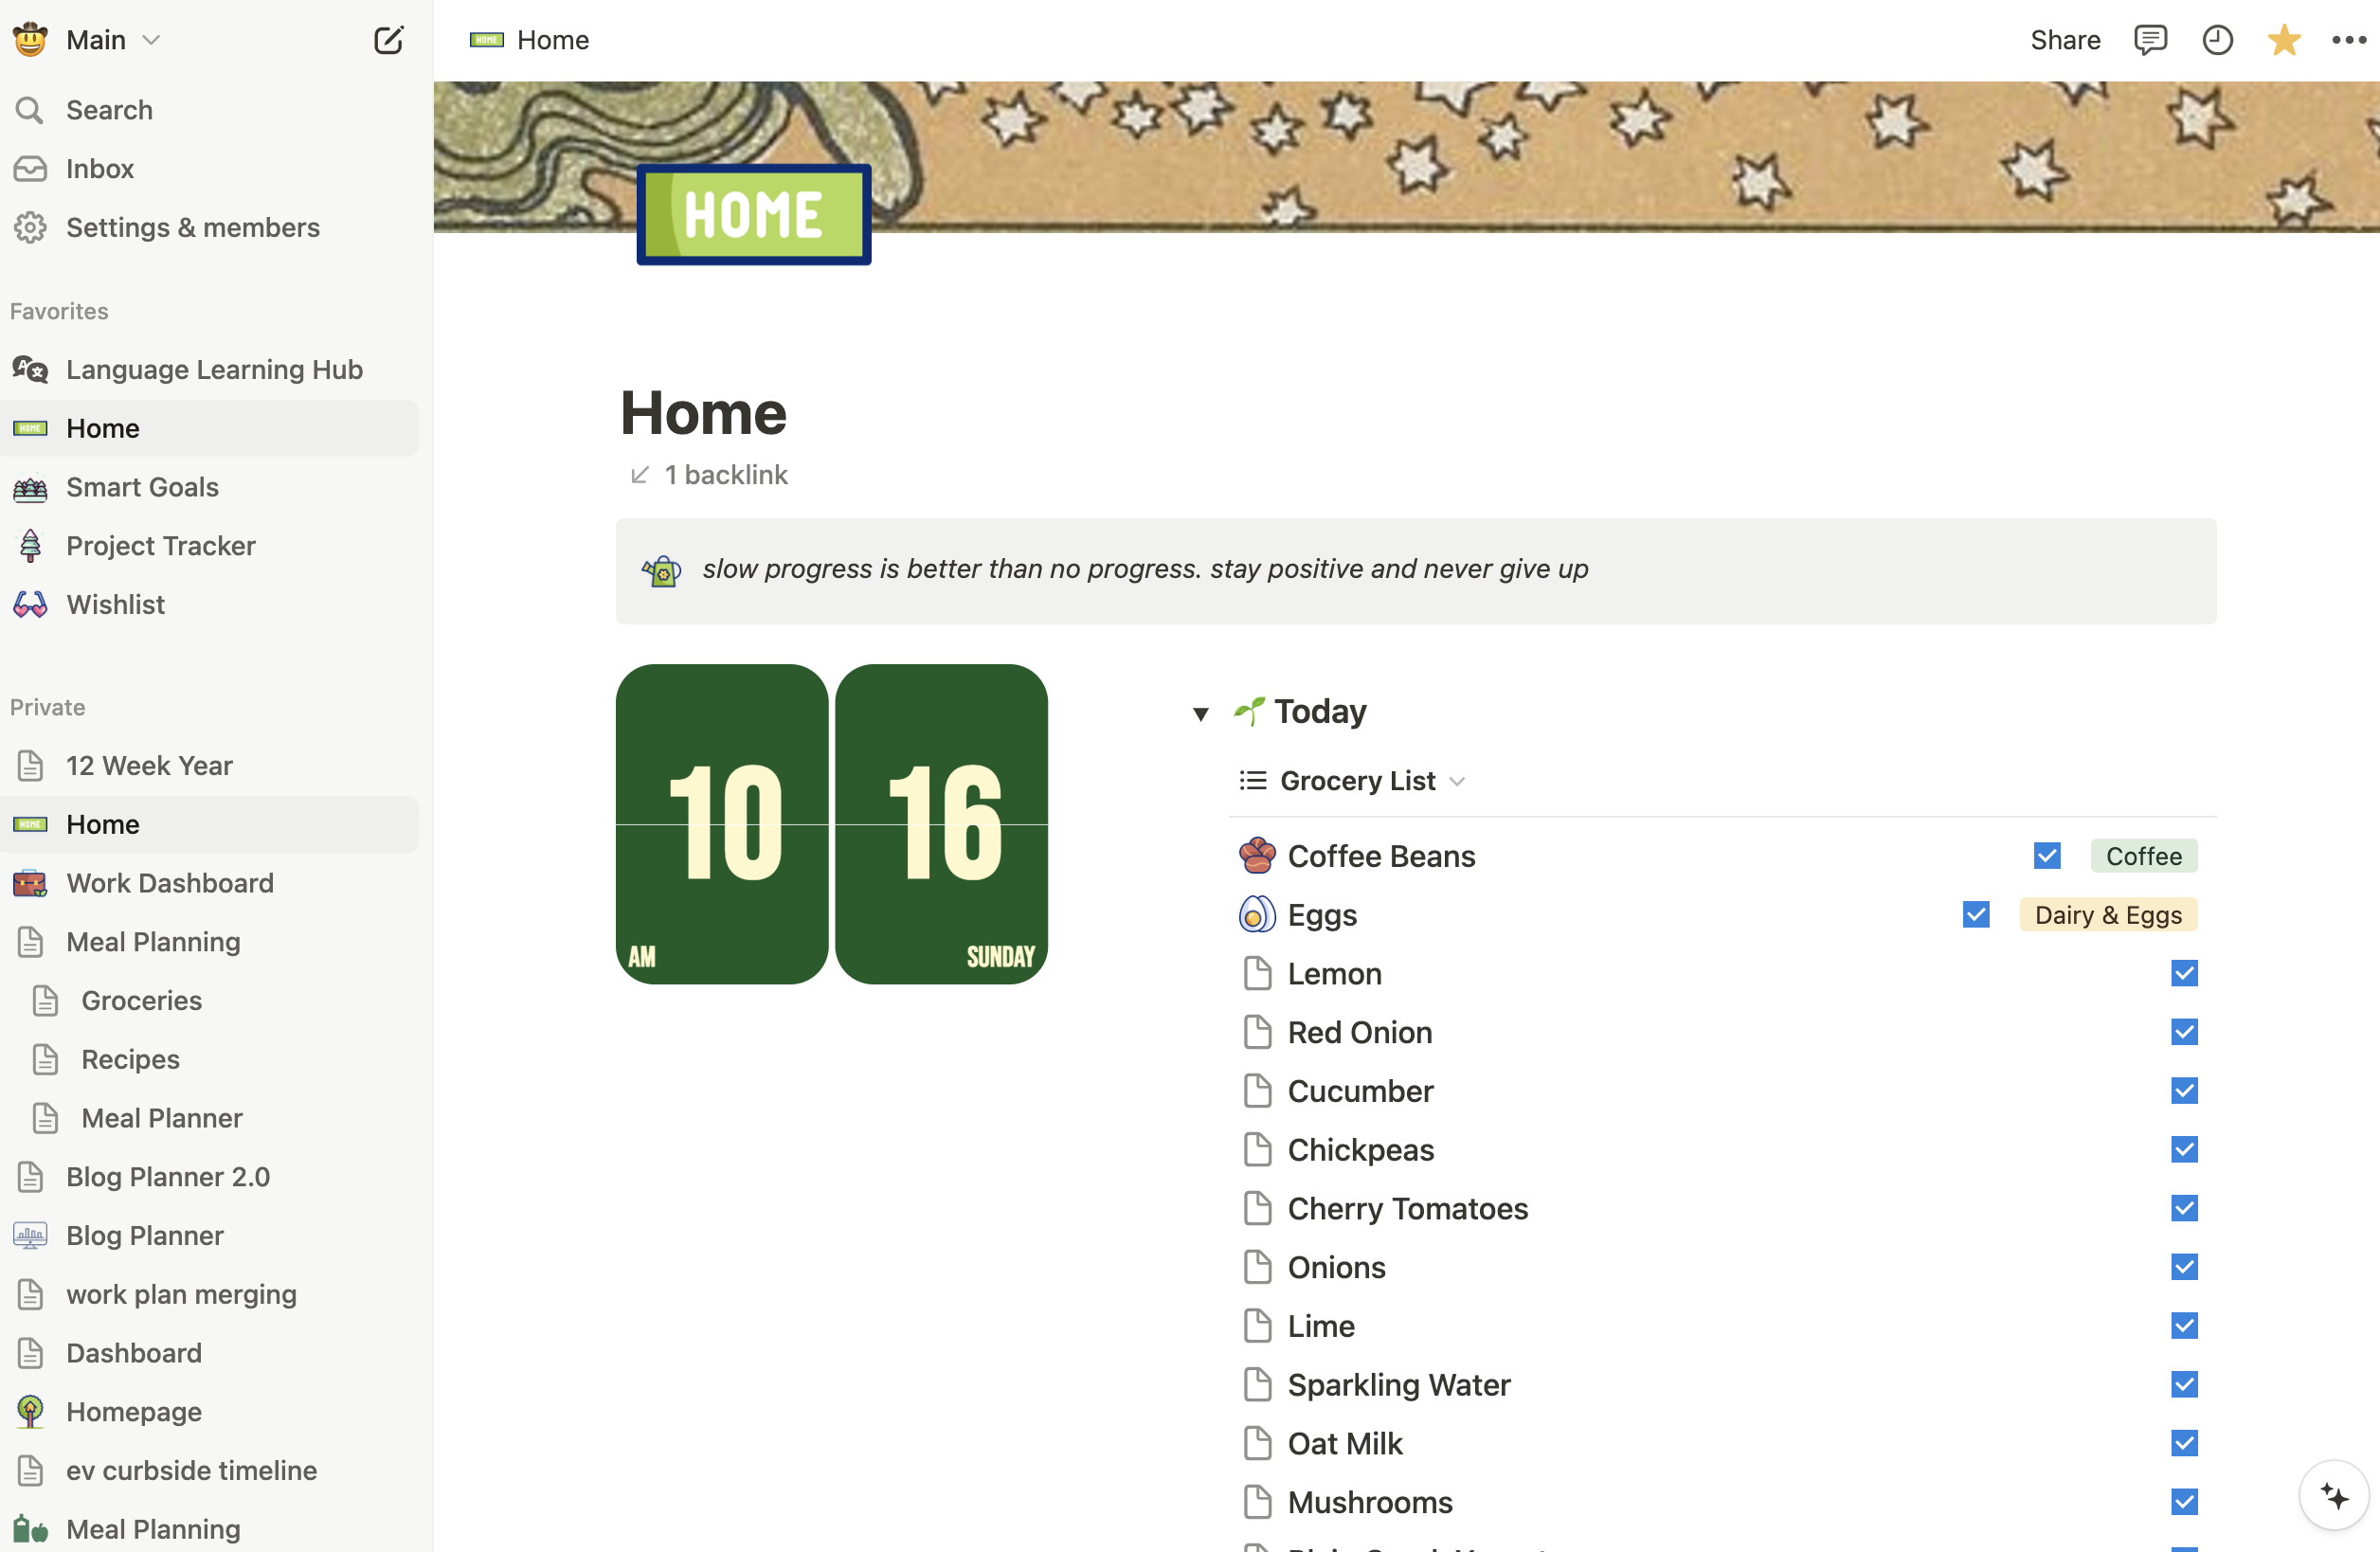 Main
Search
Inbox
Settings & members
Favorites
Language Learning Hub
HOME Home
Smart Goals
Project Tracker
Wishlist
Private
12 Week Year
HOME Home
Work Dashboard
Meal Planning
Groceries
Recipes
Meal Planner
Blog Planner 2.0
Blog Planner
work plan merging
Dashboard
Homepage
ev curbside timeline
Meal Planning
HOME Home
Share
HOME
Home
1 backlink
slow progress is better than no progress. stay positive and never give up
10 16
AM SUNDAY
Today
Grocery List
Coffee Beans Coffee
Eggs Dairy & Eggs
Lemon
Red Onion
Cucumber
Chickpeas
Cherry Tomatoes
Onions
Lime
Sparkling Water
Oat Milk
Mushrooms